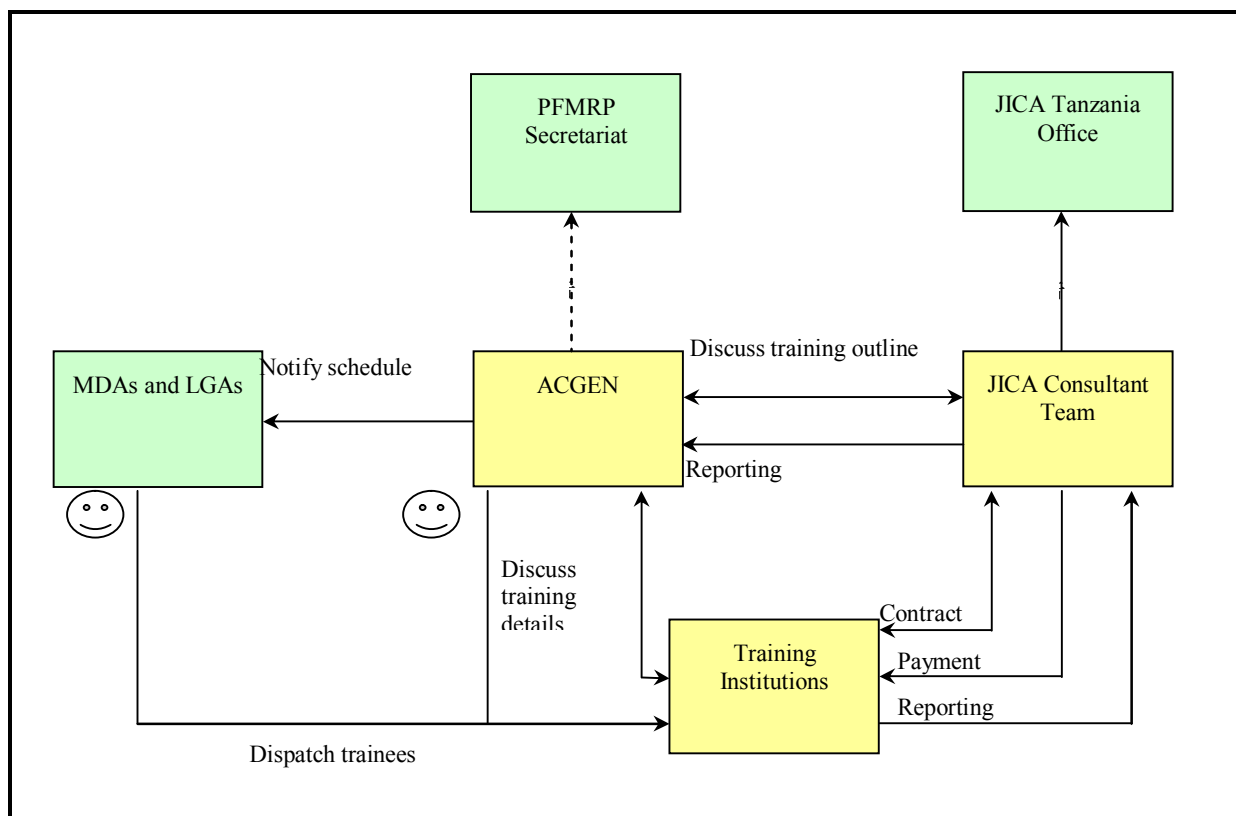 PFMRP
Secretariat
JICA Tanzania
Office
MDAs and LGAs
Notify schedule
ACGEN
Discuss training outline
JICA Consultant
Team
Reporting
Discuss
training
details
Contract
Training
Institutions
Payment
Reporting
Dispatch trainees